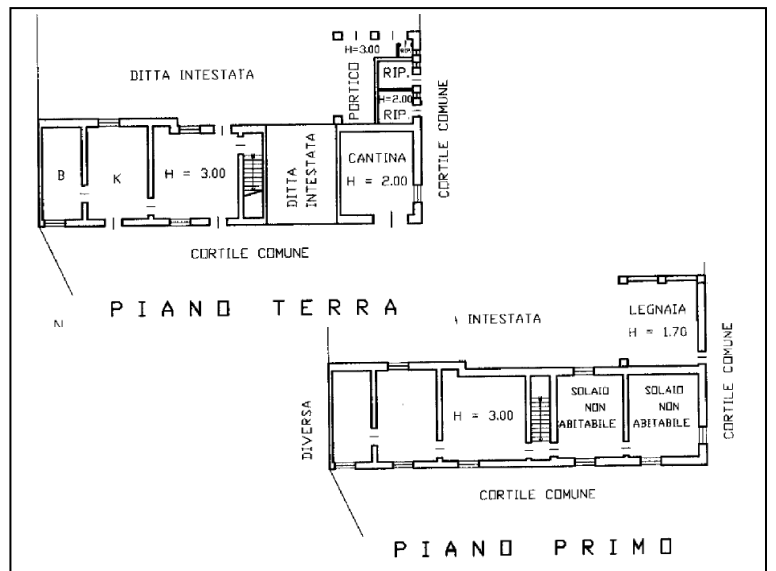 H=3.00
DITTA INTESTATA
PORTICO
RIP.
H=2.00
RIP.
CORTILE COMUNE
B
K
H = 3.00
DITTA
INTESTATA
CANTINA
H = 2.00
CORTILE COMUNE
PIANO TERRA
INTESTATA
LEGNAIA
H = 1.70
CORTILE COMUNE
DIVERSA
H = 3.00
SOLAIO
NON
ABITABILE
SOLAIO
NON
ABITABILE
CORTILE COMUNE
PIANO PRIMO